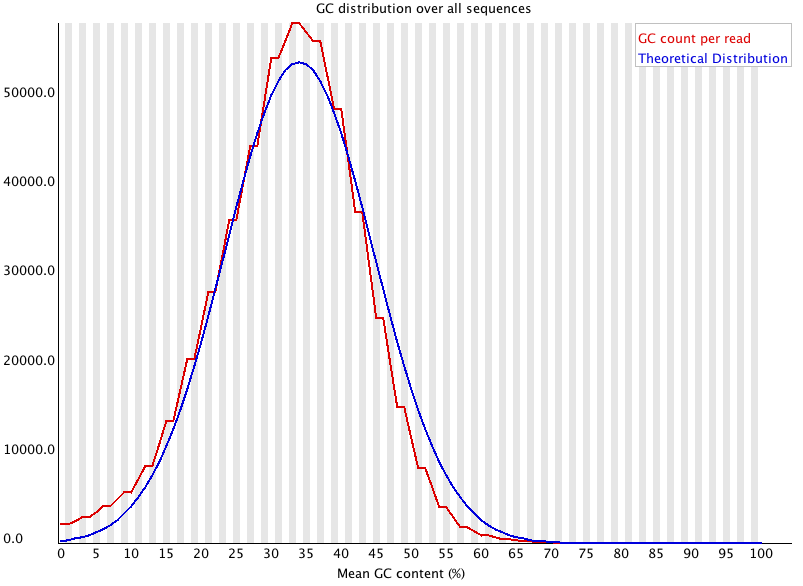 GC distribution over all sequences
GC count per read
Theoretical Distribution
50000.0
40000.0
30000.0
20000.0
10000.0
0.0
0 5 10 15 20 25 30 35 40 45 50 55 60 65 70 75 80 85 90 95 100
Mean GC content (%)